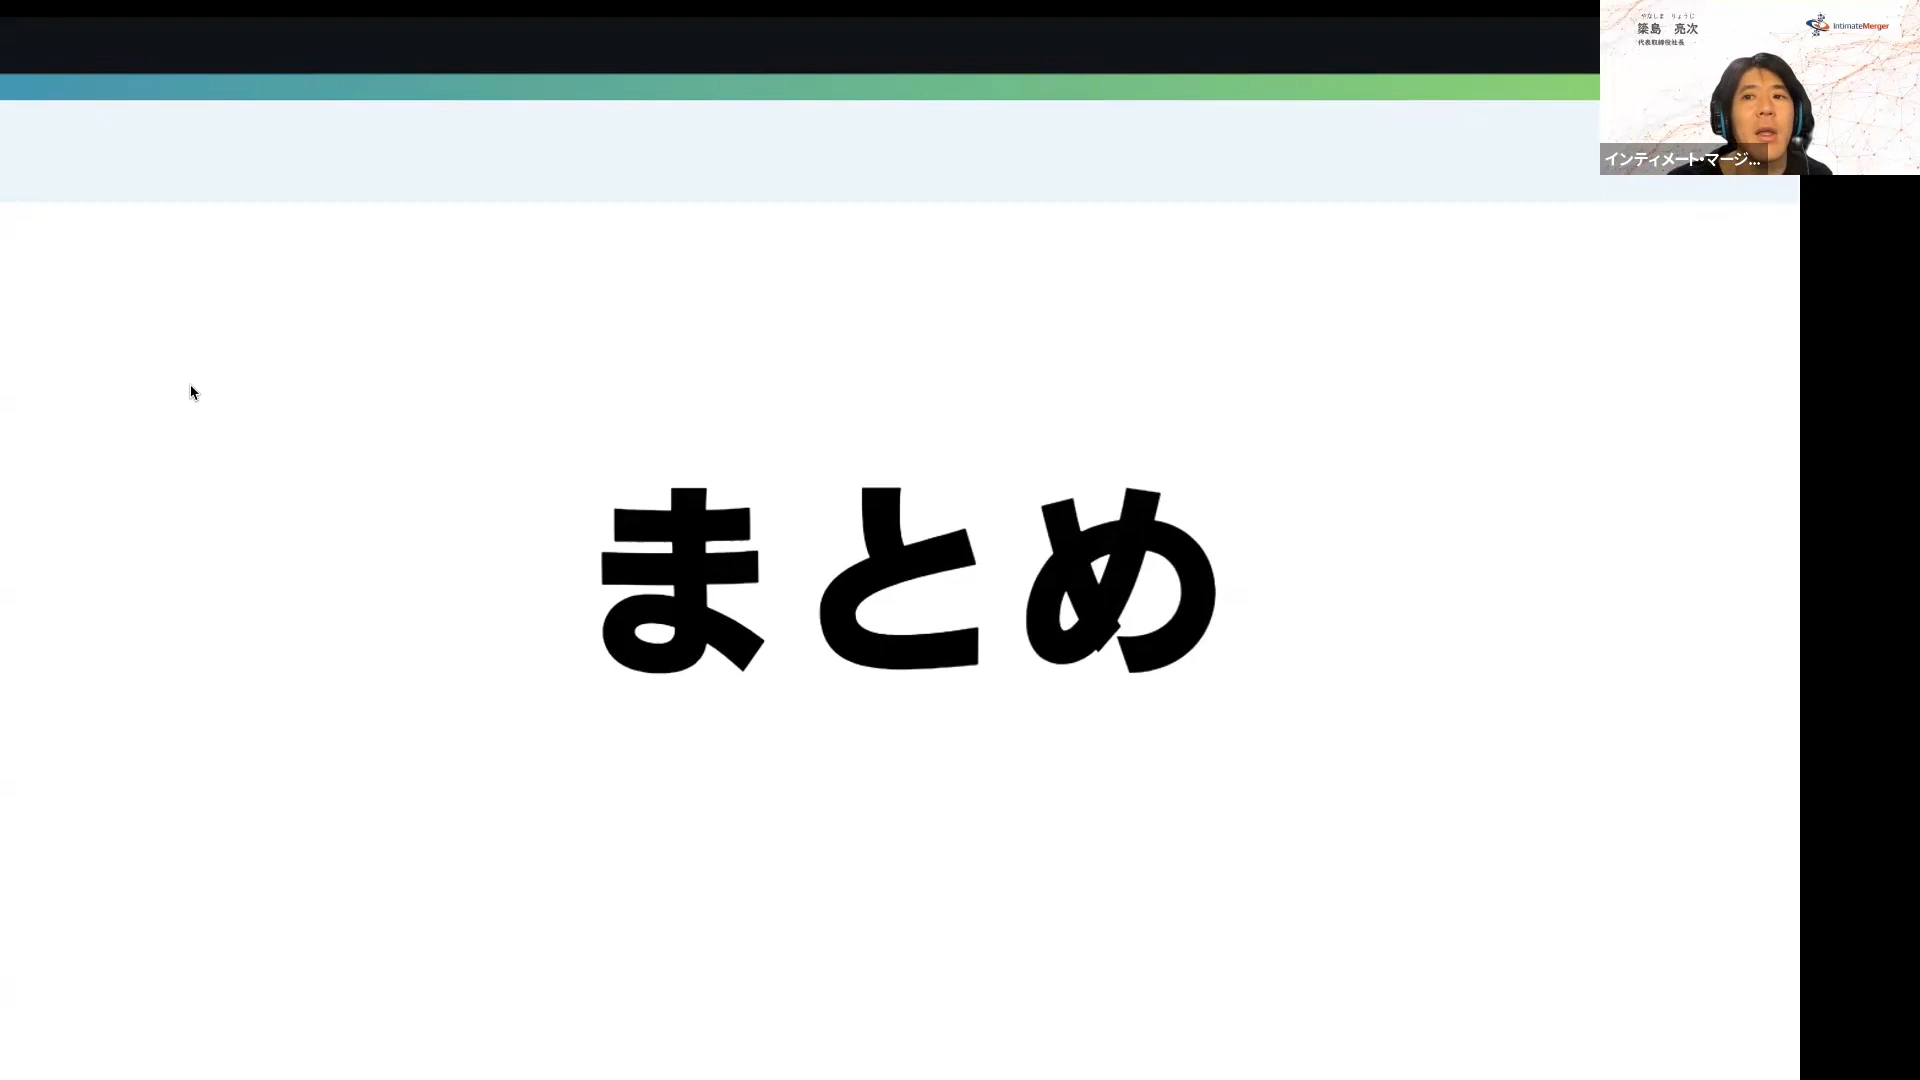 やなしま りょうじ
簗島 亮次
代表取締役社長
IntimateMerger
インティメート・マージ...
まとめ